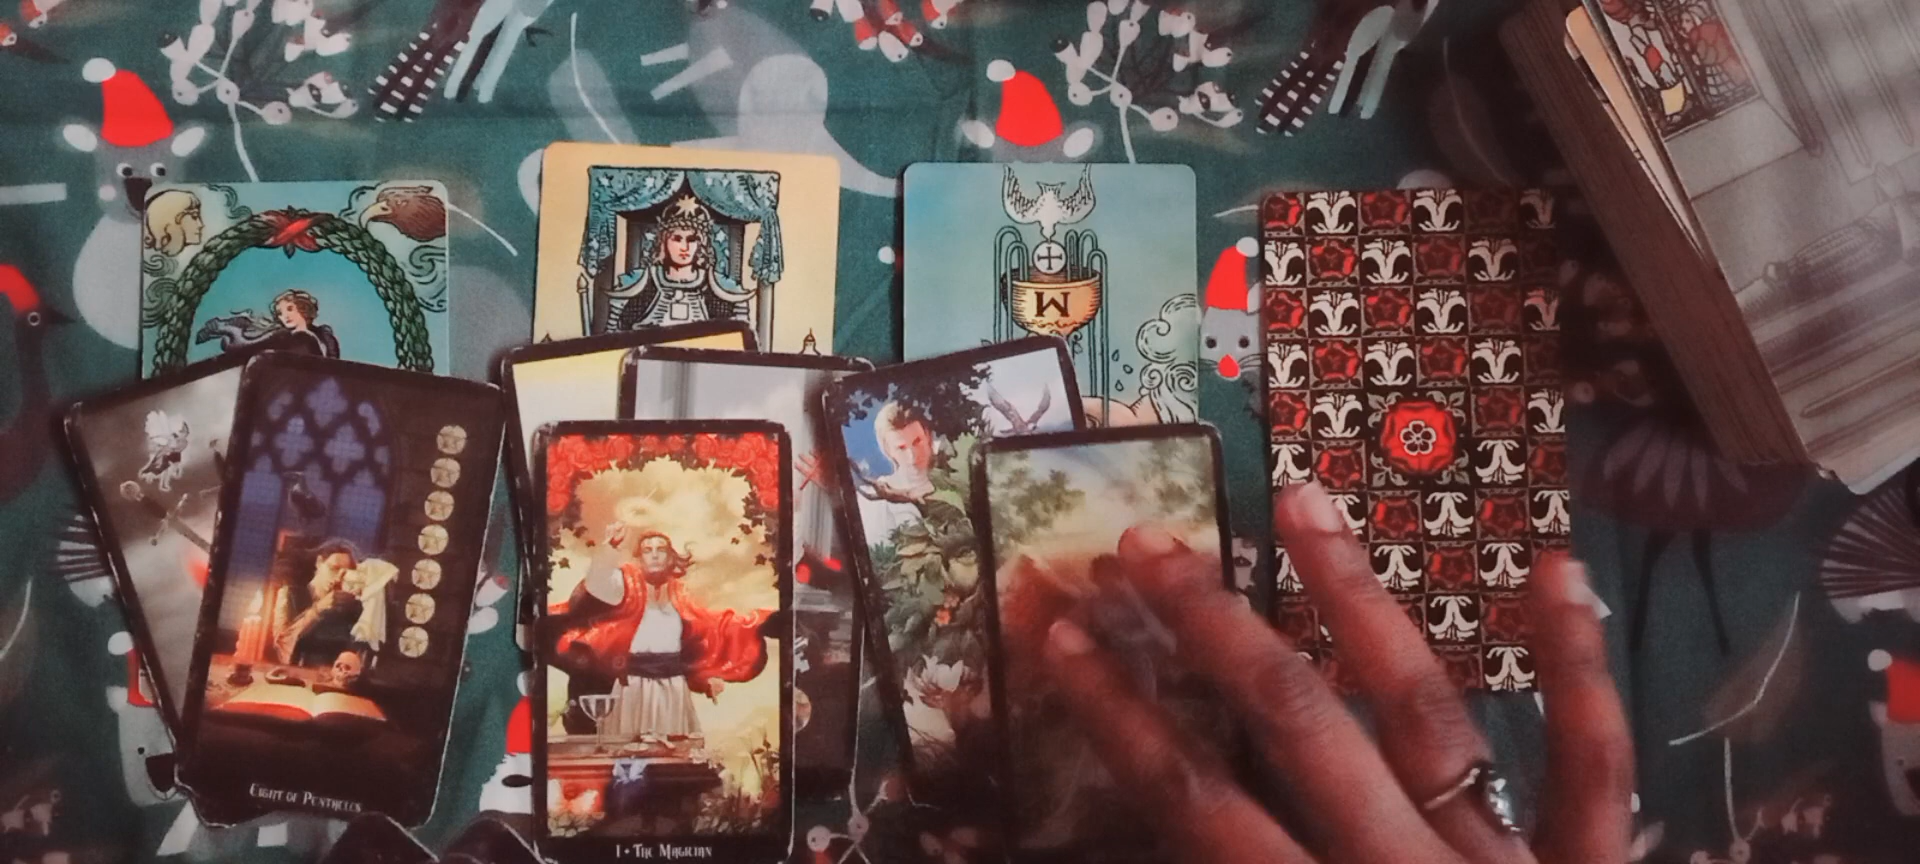 W
EIGHT OF PENTACLES
I • THE MAGICIAN